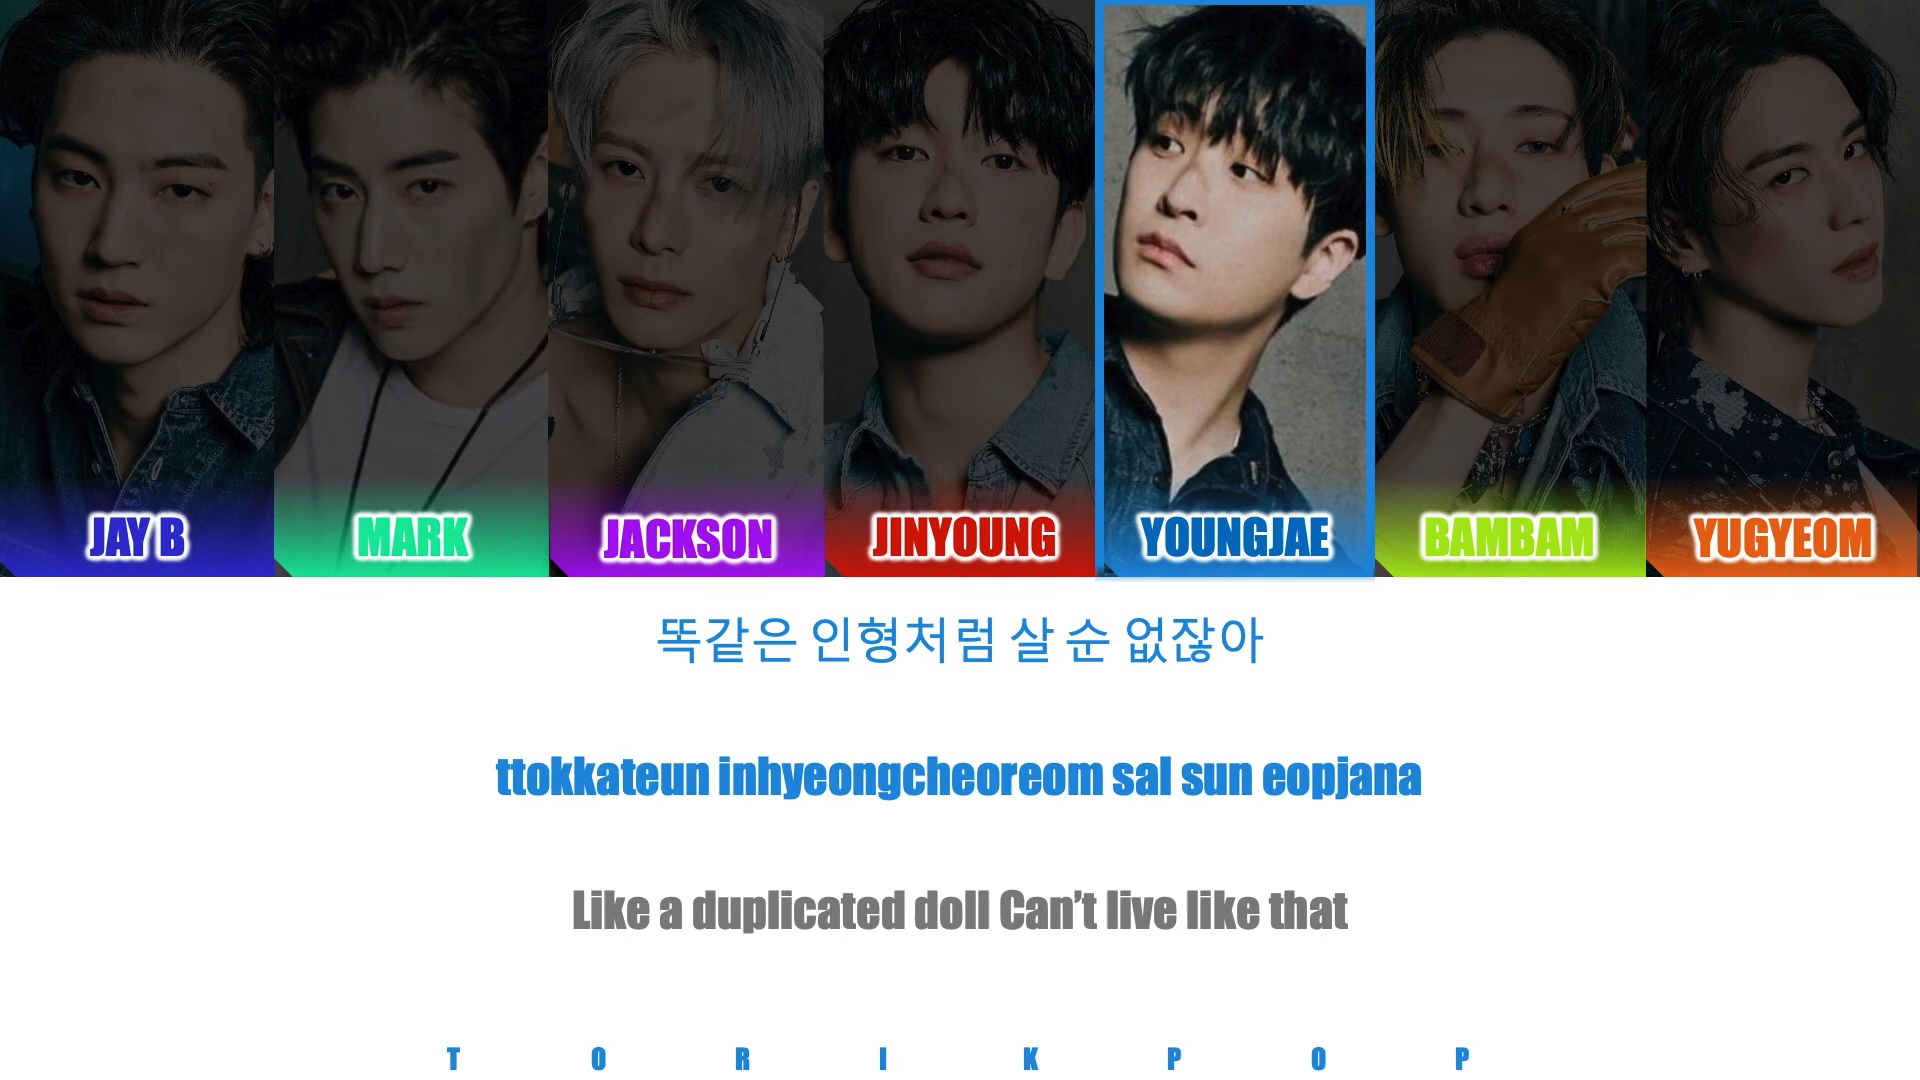 JAY B MARK JACKSON JINYOUNG YOUNGJAE BAMBAM YUGYEOM
똑같은 인형처럼 살 순 없잖아
ttokkateun inhyeongcheoreom sal sun eopjana
Like a duplicated doll Can’t live like that
T O R I K P O P